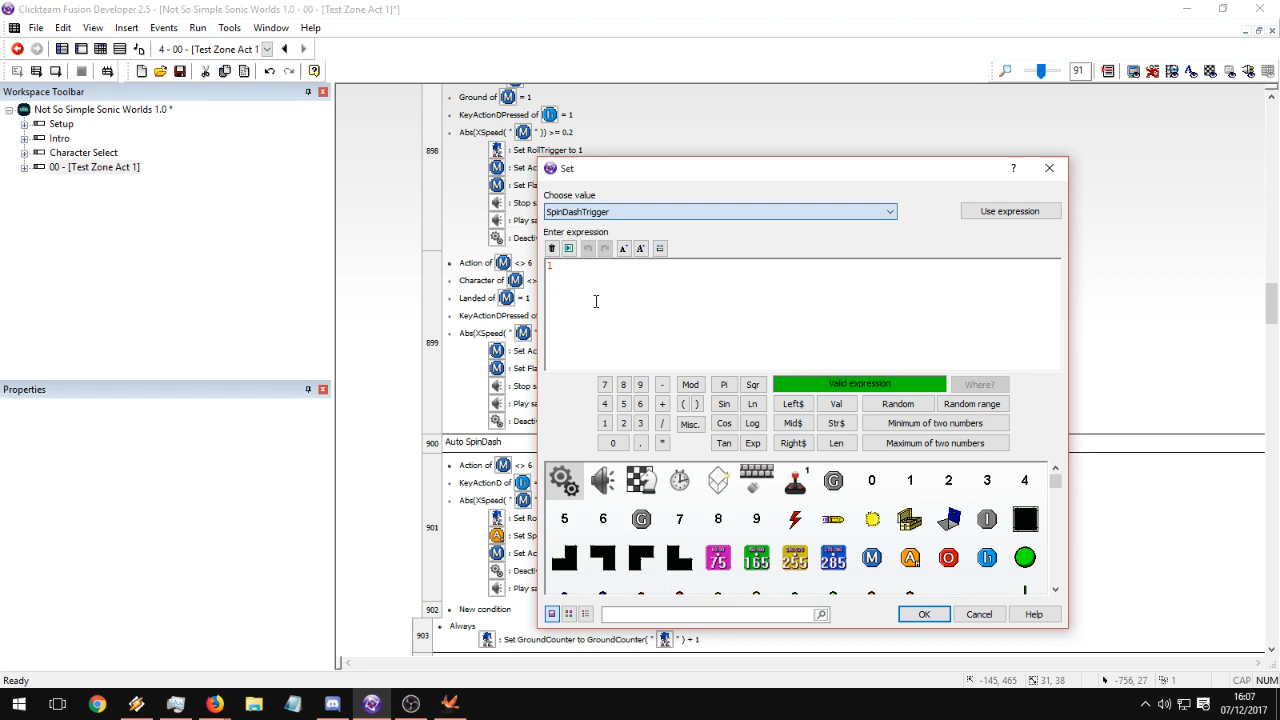 Clickteam Fusion Developer 2.5 - [Not So Simple Sonic Worlds 1.0 - 00 - [Test Zone Act 1]*]
File Edit View Insert Events Run Tools Window Help
4 - 00 - [Test Zone Act 1
91
Workspace Toolbar
Not So Simple Sonic Worlds 1.0 *
Setup
Intro
Character Select
00 - [Test Zone Act 1]
Properties
Ground of M = 1
KeyActionDPressed of = 1
Abs(XSpeed( " M " )) >= 0.2
898
: Set RollTrigger to 1
: Set Ac
: Set Fla
: Stop s
: Play sa
: Deacti
Action of M <> 6
Character of M <>
Landed of M = 1
KeyActionDPressed of
Abs(XSpeed( " M "
899
: Set Ac
: Set Fla
: Stop s
: Play sa
: Deacti
900 Auto SpinDash
Action of M <> 6
KeyActionD of =
Abs(XSpeed( " M "
901
: Set Ro
: Set Sp
: Set Ac
: Deacti
: Play sa
902 New condition
Always
903 : Set GroundCounter to GroundCounter( " " ) + 1
Set
?
Choose value
SpinDashTrigger
Use expression
Enter expression
1
7 8 9 - Mod Pi Sqr Valid expression Where?
4 5 6 + ( ) Sin Ln Left$ Val Random Random range
1 2 3 / Misc. Cos Log Mid$ Str$ Minimum of two numbers
0 . * Tan Exp Right$ Len Maximum of two numbers
1 G 0 1 2 3 4
5 6 G 7 8 9 I
75 165 255 285 M A O
OK Cancel Help
Ready
-145, 465 31, 38 -756, 27 1 CAP NUM
16:07
07/12/2017